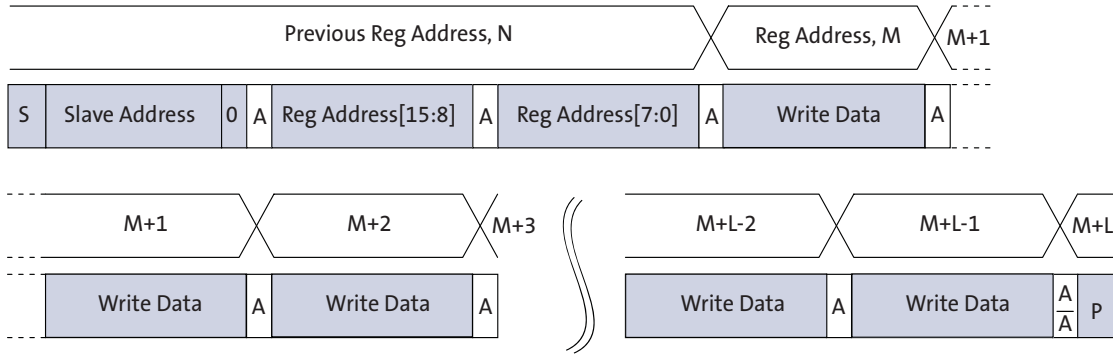 Previous Reg Address, N Reg Address, M M+1
S Slave Address 0 A Reg Address[15:8] A Reg Address[7:0] A Write Data A
M+1 M+2 M+3 M+L-2 M+L-1 M+L
Write Data A Write Data A Write Data A Write Data A/A̅ P